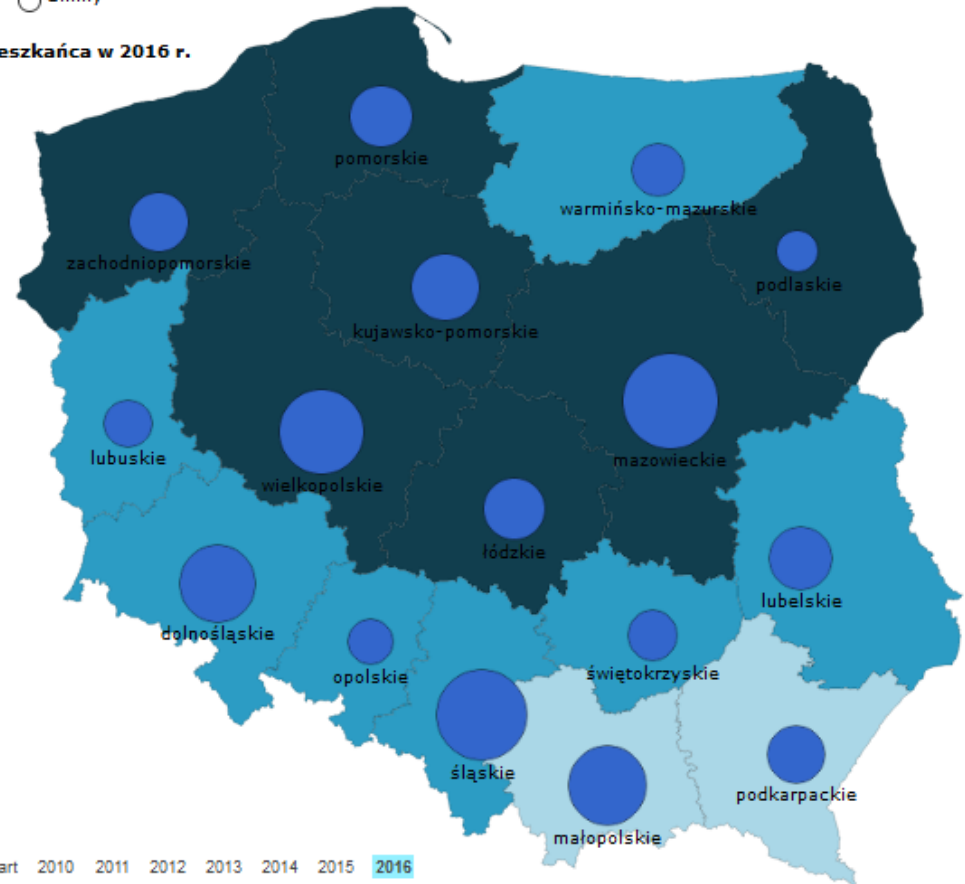 eszkańca w 2016 r.
pomorskie
warmińsko-mazurskie
zachodniopomorskie
podlaskie
kujawsko-pomorskie
lubuskie
mazowieckie
wielkopolskie
łódzkie
lubelskie
dolnośląskie
opolskie
świętokrzyskie
śląskie
podkarpackie
małopolskie
art 2010 2011 2012 2013 2014 2015 2016